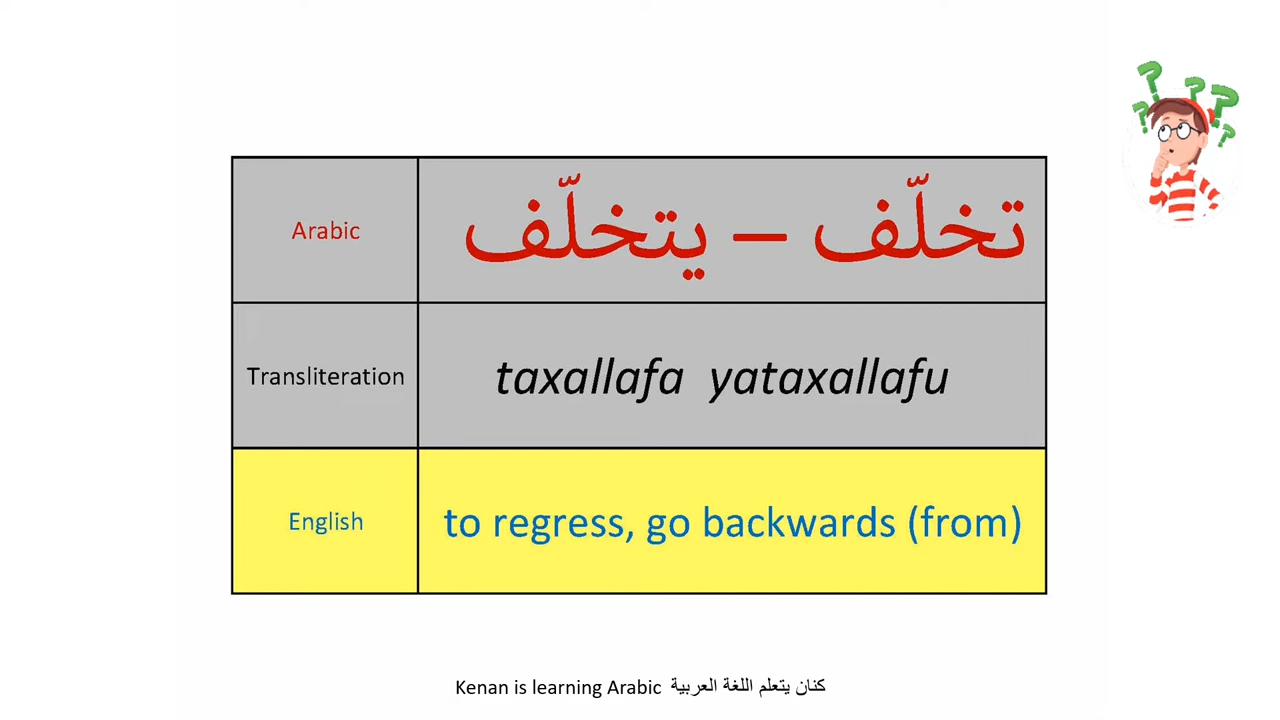 Arabic تخلّف – يتخلّف
Transliteration taxallafa yataxallafu
English to regress, go backwards (from)
Kenan is learning Arabic كنان يتعلم اللغة العربية